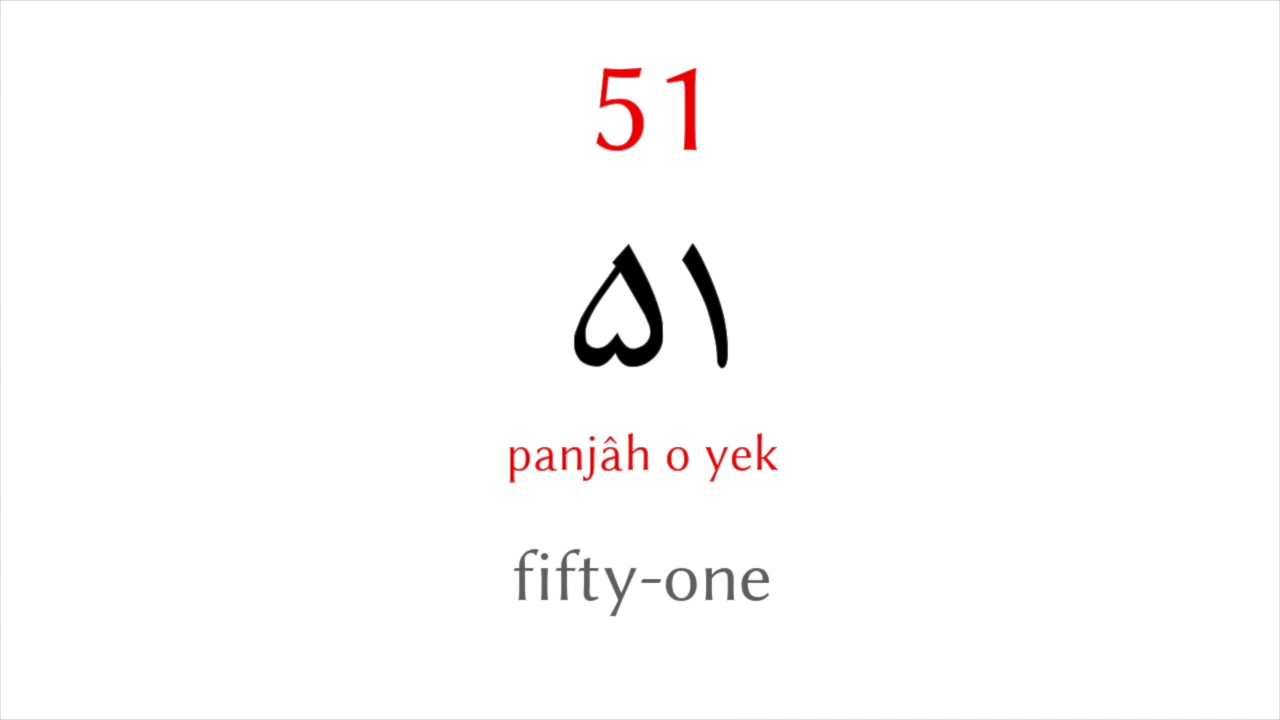 51
۵۱
panjâh o yek
fifty-one